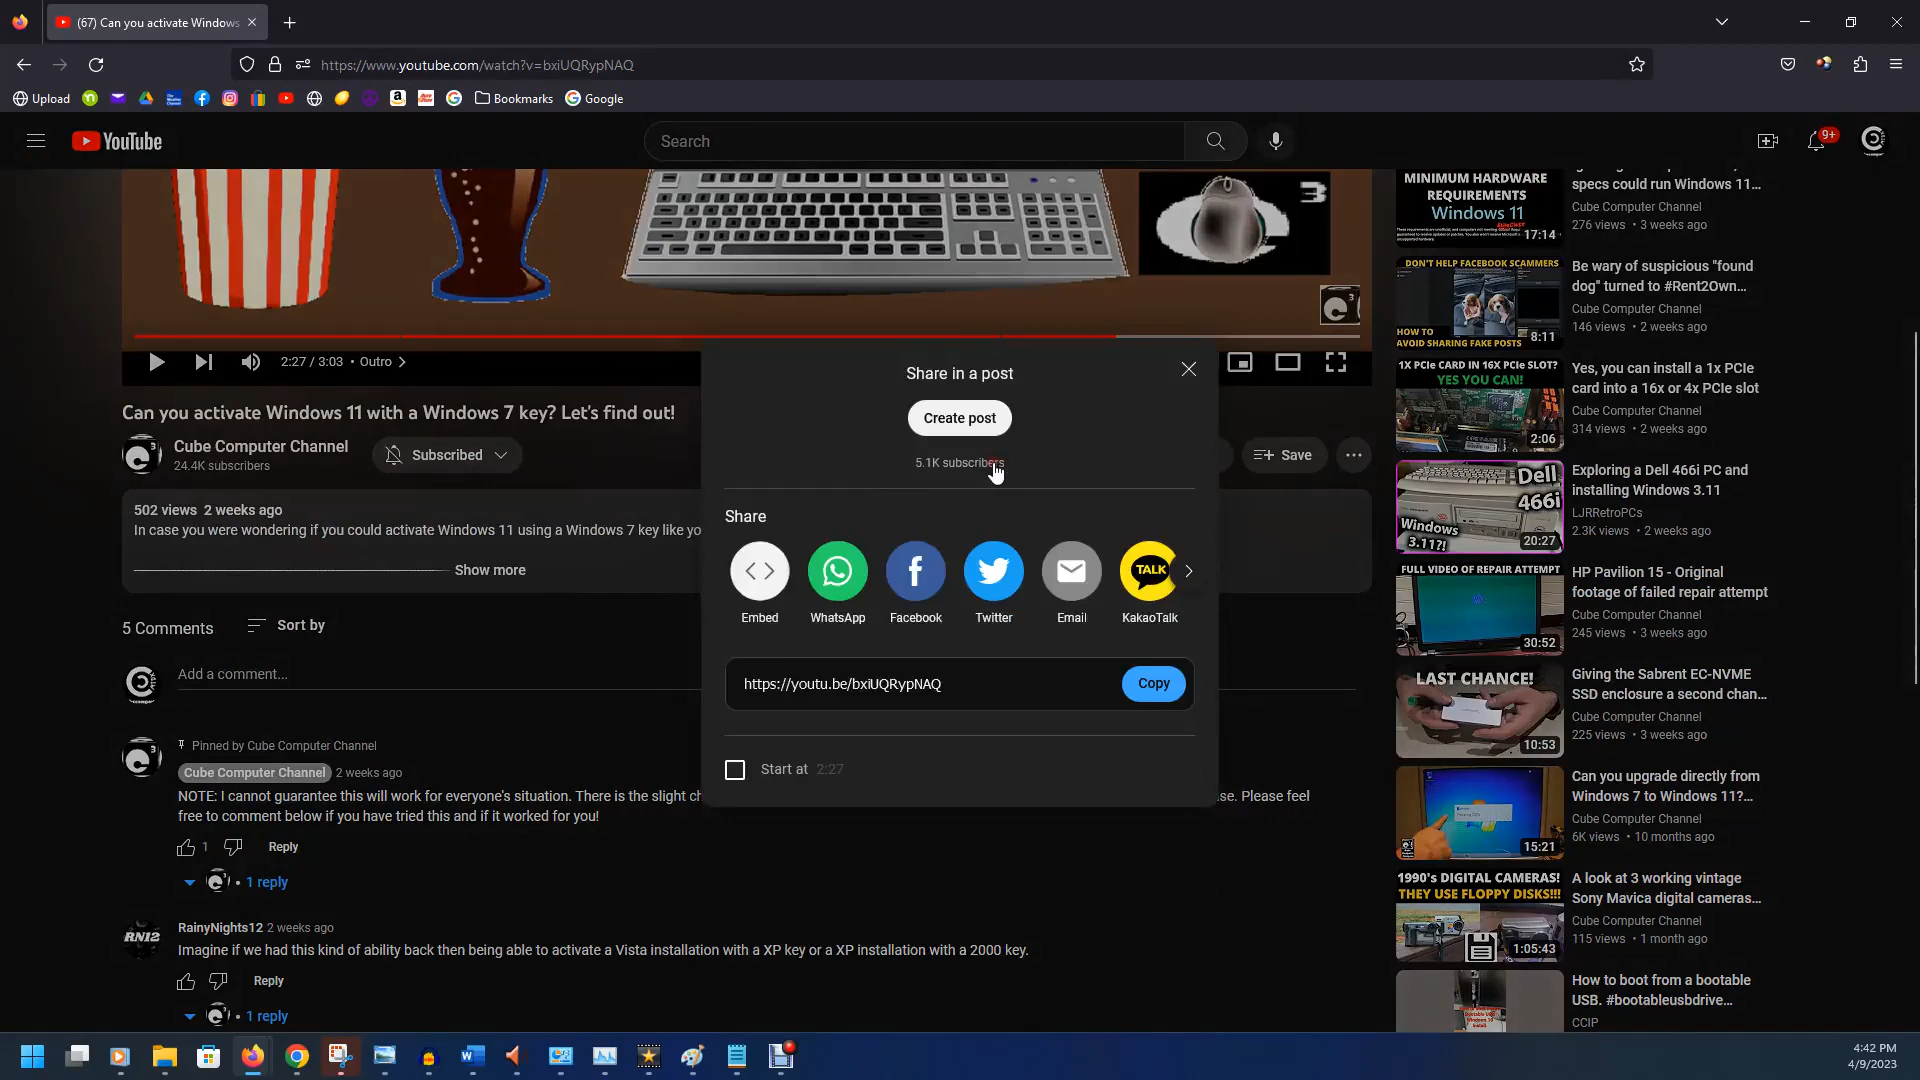 (67) Can you activate Windows
https://www.youtube.com/watch?v=bxiUQRypNAQ
Upload
Bookmarks
Google
YouTube
Search
9+
3
2:27 / 3:03 • Outro
Can you activate Windows 11 with a Windows 7 key? Let's find out!
Cube Computer Channel
24.4K subscribers
Subscribed
Save
502 views 2 weeks ago
In case you were wondering if you could activate Windows 11 using a Windows 7 key like yo
Show more
5 Comments
Sort by
Add a comment...
Pinned by Cube Computer Channel
Cube Computer Channel 2 weeks ago
NOTE: I cannot guarantee this will work for everyone's situation. There is the slight ch
se. Please feel
free to comment below if you have tried this and if it worked for you!
1
Reply
• 1 reply
RN12
RainyNights12 2 weeks ago
Imagine if we had this kind of ability back then being able to activate a Vista installation with a XP key or a XP installation with a 2000 key.
Reply
• 1 reply
Share in a post
Create post
5.1K subscribers
Share
Embed
WhatsApp
Facebook
Twitter
Email
TALK
KakaoTalk
https://youtu.be/bxiUQRypNAQ
Copy
Start at 2:27
MINIMUM HARDWARE
REQUIREMENTS
Windows 11
17:14
specs could run Windows 11...
Cube Computer Channel
276 views • 3 weeks ago
DON'T HELP FACEBOOK SCAMMERS
HOW TO
AVOID SHARING FAKE POSTS
8:11
Be wary of suspicious "found
dog" turned to #Rent2Own...
Cube Computer Channel
146 views • 2 weeks ago
1X PCIe CARD IN 16X PCIe SLOT?
YES YOU CAN!
2:06
Yes, you can install a 1x PCIe
card into a 16x or 4x PCIe slot
Cube Computer Channel
314 views • 2 weeks ago
Dell
466i
Windows
3.11?!
20:27
Exploring a Dell 466i PC and
installing Windows 3.11
LJRRetroPCs
2.3K views • 2 weeks ago
FULL VIDEO OF REPAIR ATTEMPT
30:52
HP Pavilion 15 - Original
footage of failed repair attempt
Cube Computer Channel
245 views • 3 weeks ago
LAST CHANCE!
10:53
Giving the Sabrent EC-NVME
SSD enclosure a second chan...
Cube Computer Channel
225 views • 3 weeks ago
15:21
Can you upgrade directly from
Windows 7 to Windows 11?...
Cube Computer Channel
6K views • 10 months ago
1990's DIGITAL CAMERAS!
THEY USE FLOPPY DISKS!!!
1:05:43
A look at 3 working vintage
Sony Mavica digital cameras...
Cube Computer Channel
115 views • 1 month ago
How to boot from a bootable
USB. #bootableusbdrive...
CCIP
4:42 PM
4/9/2023